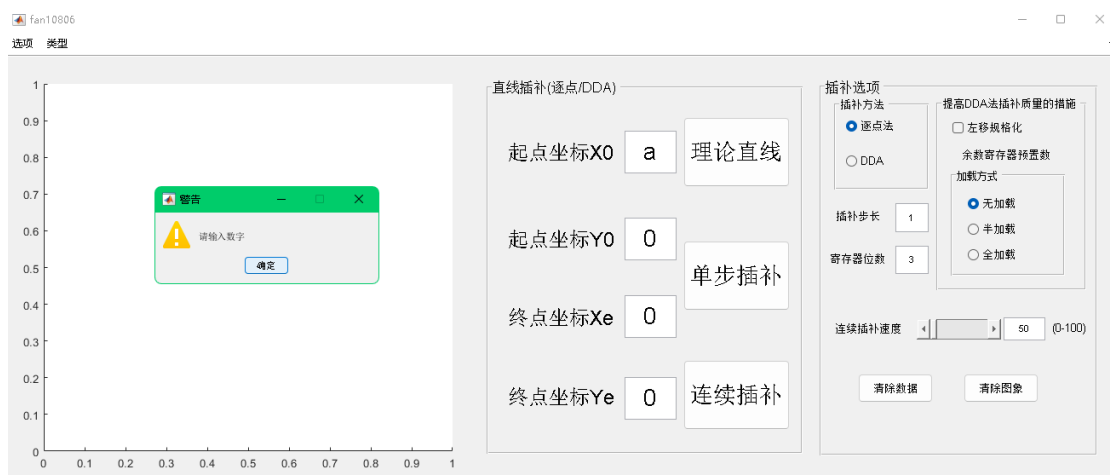 fan10806
选项 类型
1
0.9
0.8
0.7
0.6
0.5
0.4
0.3
0.2
0.1
0
0 0.1 0.2 0.3 0.4 0.5 0.6 0.7 0.8 0.9 1
警告
请输入数字
确定
直线插补(逐点/DDA)
起点坐标X0 a 理论直线
起点坐标Y0 0
单步插补
终点坐标Xe 0
终点坐标Ye 0 连续插补
插补选项
插补方法
逐点法
DDA
插补步长 1
寄存器位数 3
提高DDA法插补质量的措施
左移规格化
余数寄存器预置数
加载方式
无加载
半加载
全加载
连续插补速度 50 (0-100)
清除数据 清除图象